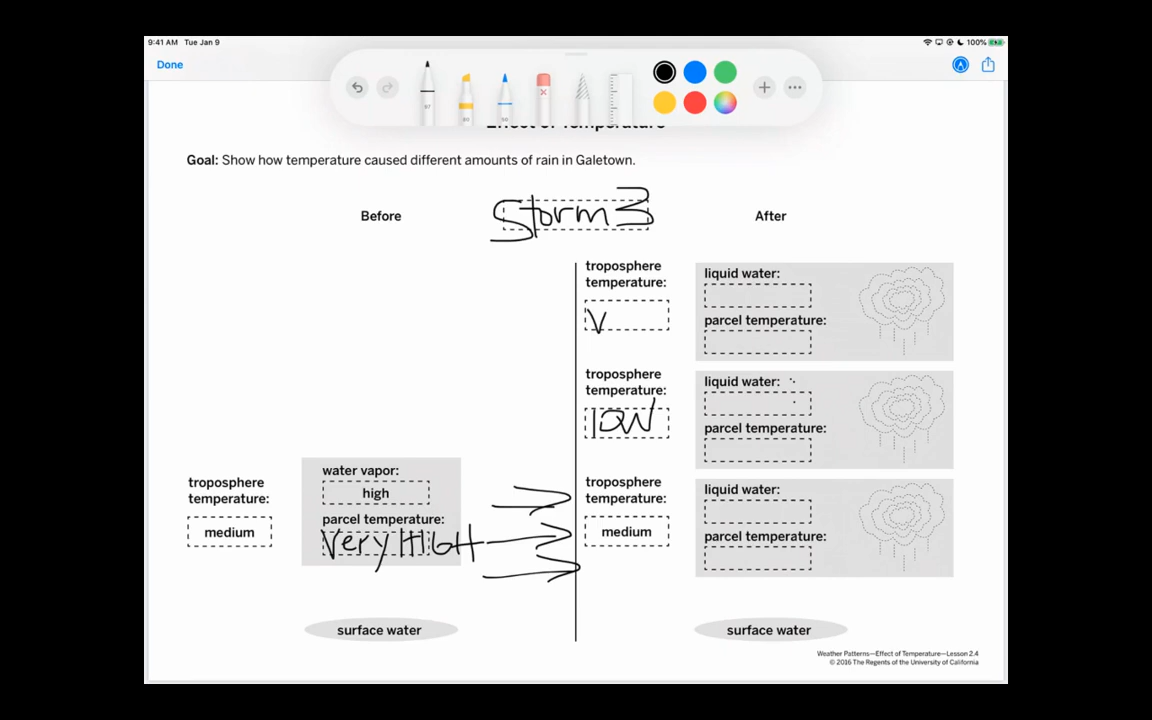 9:41 AM Tue Jan 9
100%
Done
Effect of Temperature
Goal: Show how temperature caused different amounts of rain in Galetown.
Before
Storm 3
After
troposphere
temperature:
V
liquid water:
parcel temperature:
troposphere
temperature:
low
liquid water:
parcel temperature:
troposphere
temperature:
medium
water vapor:
high
parcel temperature:
Very HIGH
troposphere
temperature:
medium
liquid water:
parcel temperature:
surface water
surface water
Weather Patterns—Effect of Temperature—Lesson 2.4
© 2016 The Regents of the University of California